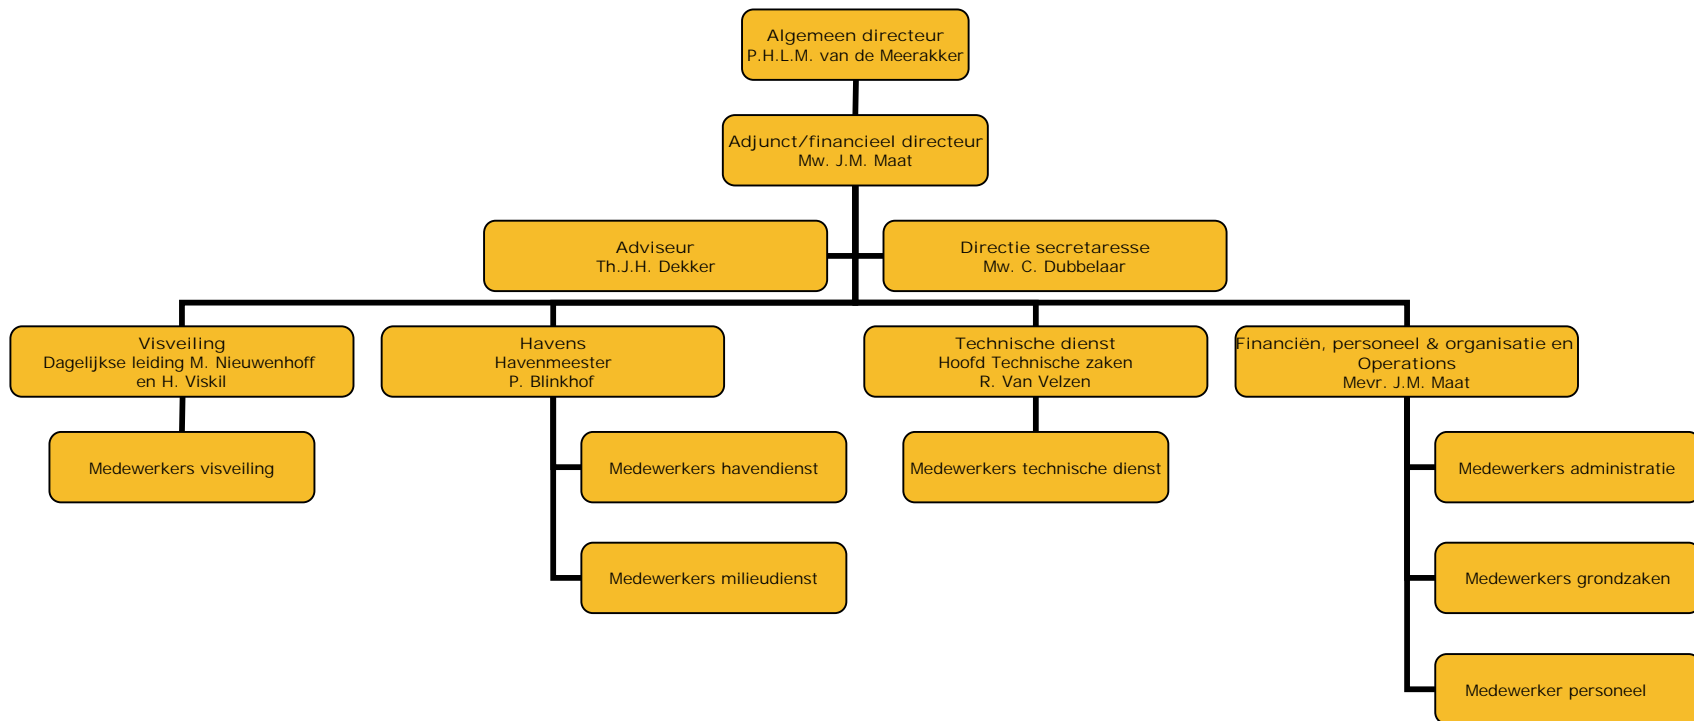 Algemeen directeur
P.H.L.M. van de Meerakker
Adjunct/financieel directeur
Mw. J.M. Maat
Adviseur
Th.J.H. Dekker
Directie secretaresse
Mw. C. Dubbelaar
Visveiling
Dagelijkse leiding M. Nieuwenhoff
en H. Viskil
Havens
Havenmeester
P. Blinkhof
Technische dienst
Hoofd Technische zaken
R. Van Velzen
Financiën, personeel & organisatie en
Operations
Mevr. J.M. Maat
Medewerkers visveiling
Medewerkers havendienst
Medewerkers technische dienst
Medewerkers administratie
Medewerkers milieudienst
Medewerkers grondzaken
Medewerker personeel